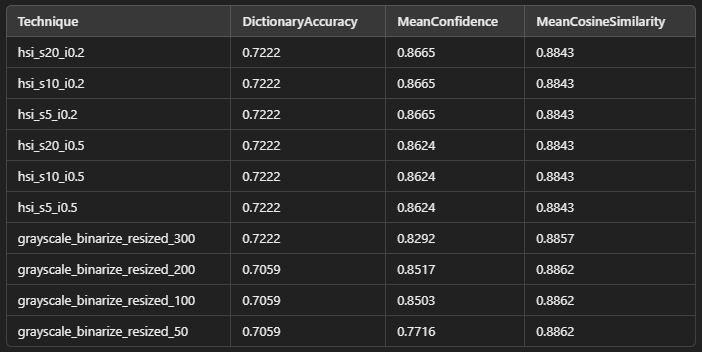 Technique DictionaryAccuracy MeanConfidence MeanCosineSimilarity
hsi_s20_i0.2 0.7222 0.8665 0.8843
hsi_s10_i0.2 0.7222 0.8665 0.8843
hsi_s5_i0.2 0.7222 0.8665 0.8843
hsi_s20_i0.5 0.7222 0.8624 0.8843
hsi_s10_i0.5 0.7222 0.8624 0.8843
hsi_s5_i0.5 0.7222 0.8624 0.8843
grayscale_binarize_resized_300 0.7222 0.8292 0.8857
grayscale_binarize_resized_200 0.7059 0.8517 0.8862
grayscale_binarize_resized_100 0.7059 0.8503 0.8862
grayscale_binarize_resized_50 0.7059 0.7716 0.8862